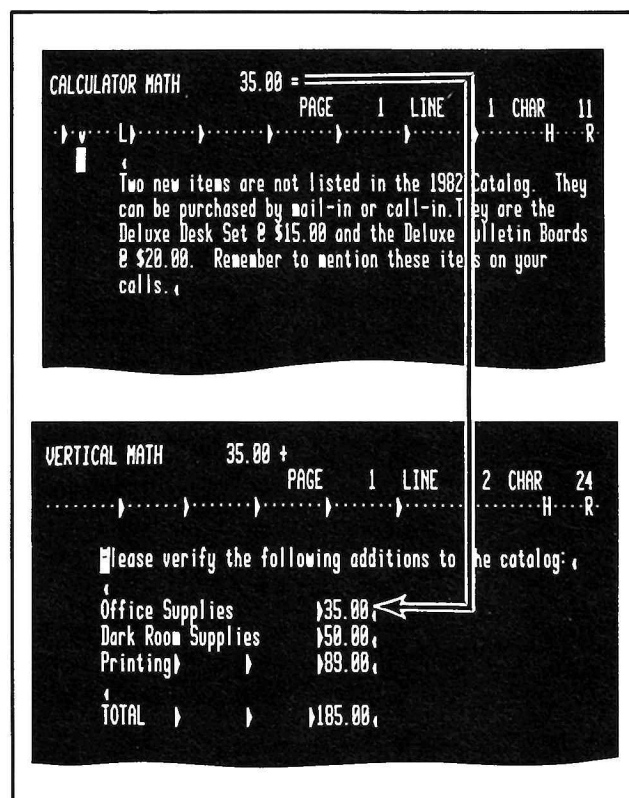 CALCULATOR MATH 35.00 =
PAGE 1 LINE 1 CHAR 11
L H R
Two new items are not listed in the 1982 Catalog. They
can be purchased by mail-in or call-in. They are the
Deluxe Desk Set @ $15.00 and the Deluxe Bulletin Boards
@ $20.00. Remember to mention these items on your
calls.
VERTICAL MATH 35.00 +
PAGE 1 LINE 2 CHAR 24
H R
lease verify the following additions to the catalog:
Office Supplies 35.00
Dark Room Supplies 50.00
Printing 89.00
TOTAL 185.00